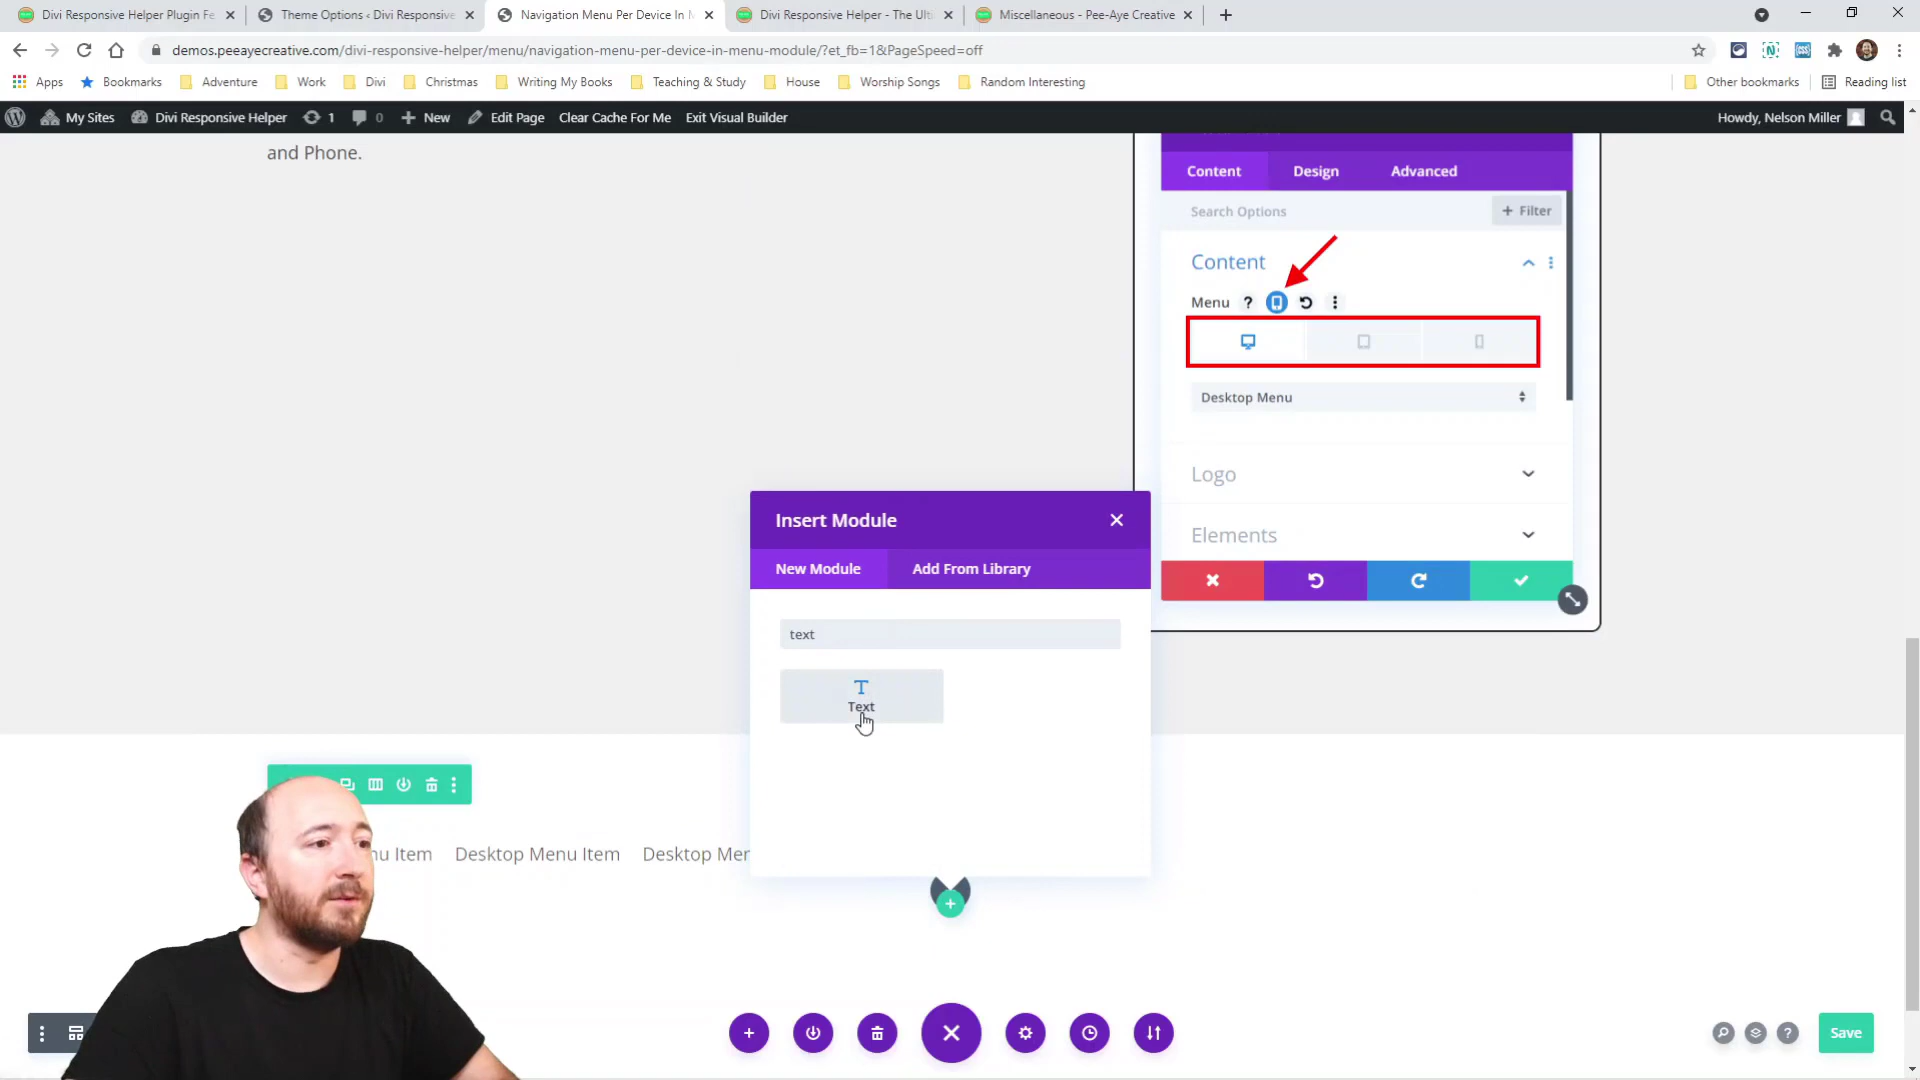 Divi Responsive Helper Plugin Fe
Theme Options ‹ Divi Responsive
Navigation Menu Per Device In
Divi Responsive Helper - The Ulti
Miscellaneous - Pee-Aye Creative
demos.peeayecreative.com/divi-responsive-helper/menu/navigation-menu-per-device-in-menu-module/?et_fb=1&PageSpeed=off
Apps Bookmarks Adventure Work Divi Christmas Writing My Books Teaching & Study House Worship Songs Random Interesting Other bookmarks Reading list
My Sites Divi Responsive Helper 1 0 New Edit Page Clear Cache For Me Exit Visual Builder Howdy, Nelson Miller
and Phone.
Content Design Advanced
Search Options + Filter
Content
Menu ?
Desktop Menu
Logo
Elements
Insert Module
New Module Add From Library
text
T
Text
nu Item Desktop Menu Item Desktop Mer
Save